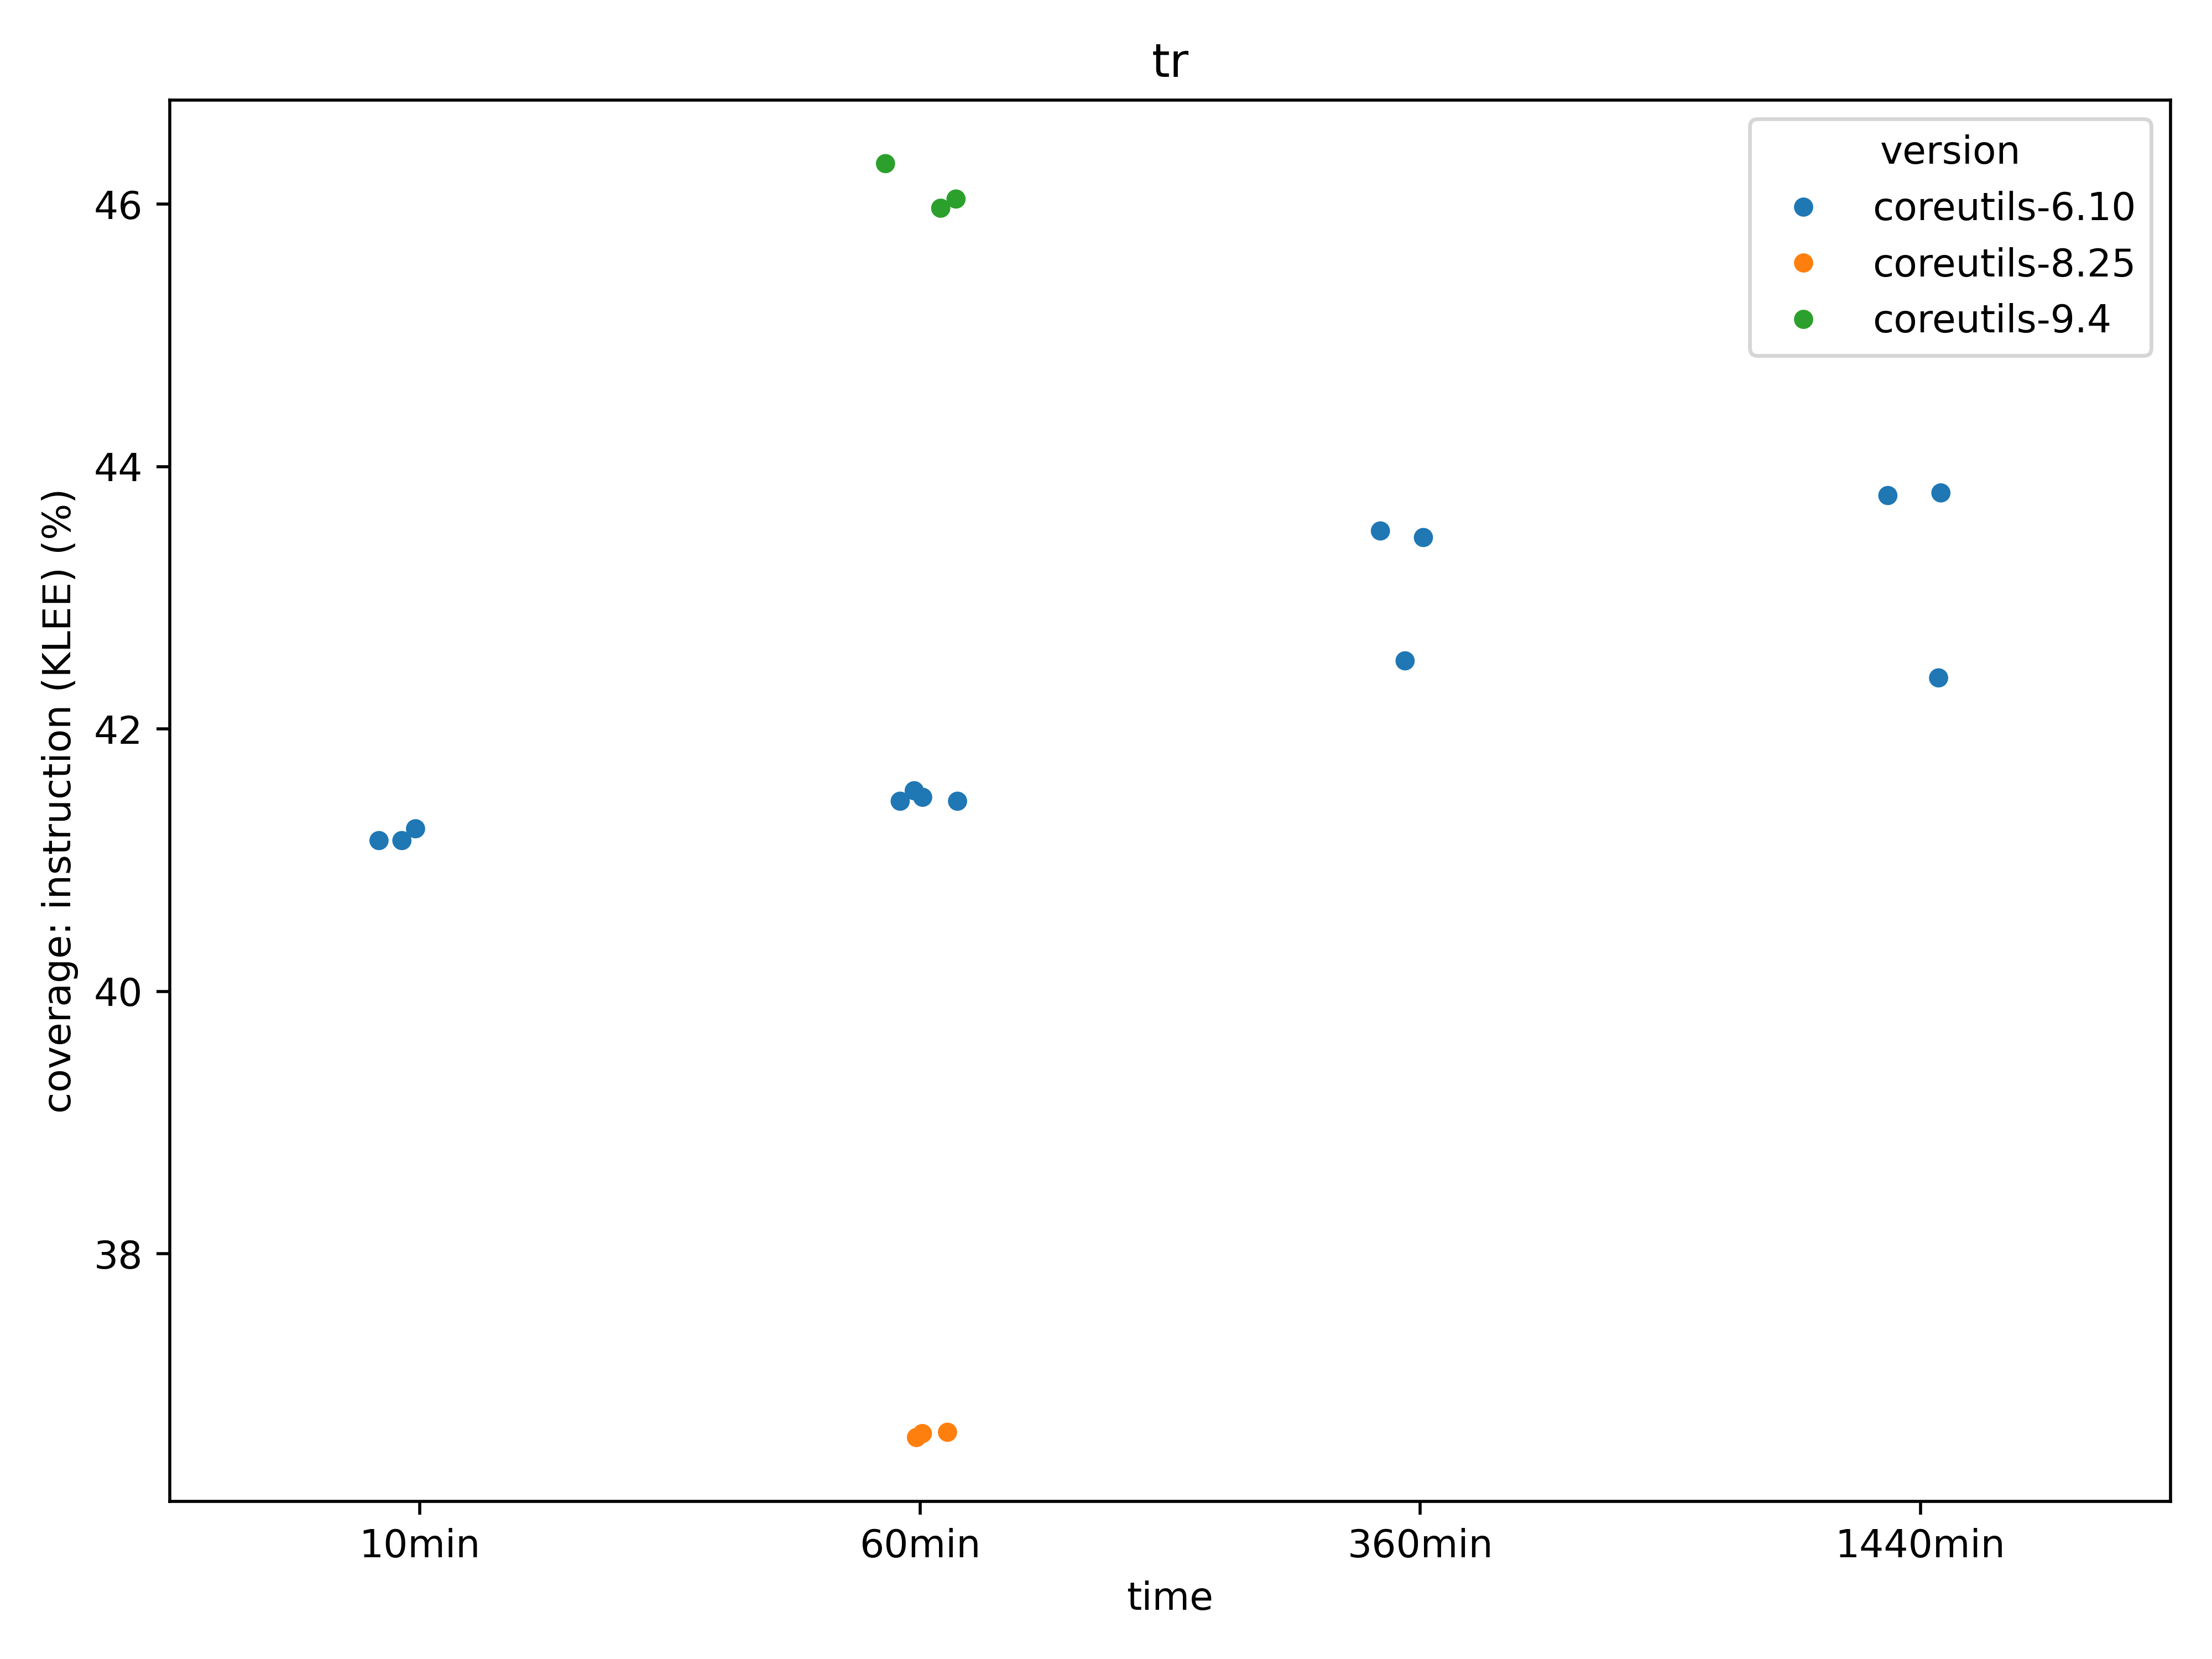 tr
version
coreutils-6.10
coreutils-8.25
coreutils-9.4
coverage: instruction (KLEE) (%)
46
44
42
40
38
10min
60min
360min
1440min
time